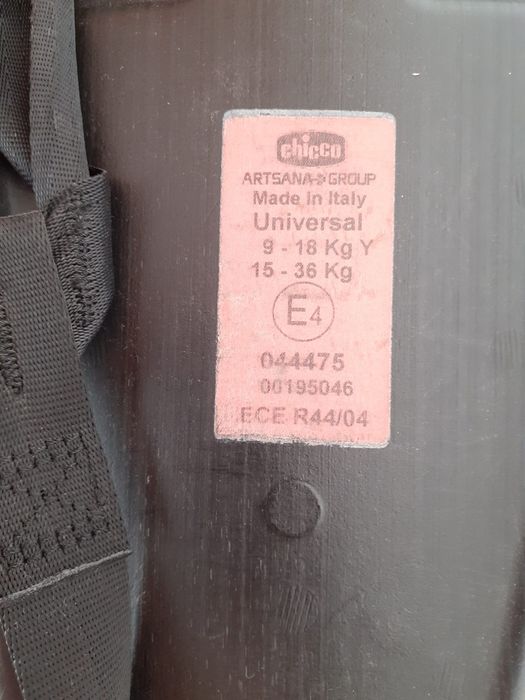 chicco
ARTSANA GROUP
Made in Italy
Universal
9 - 18 Kg Y
15 - 36 Kg
E4
044475
00195046
ECE R44/04